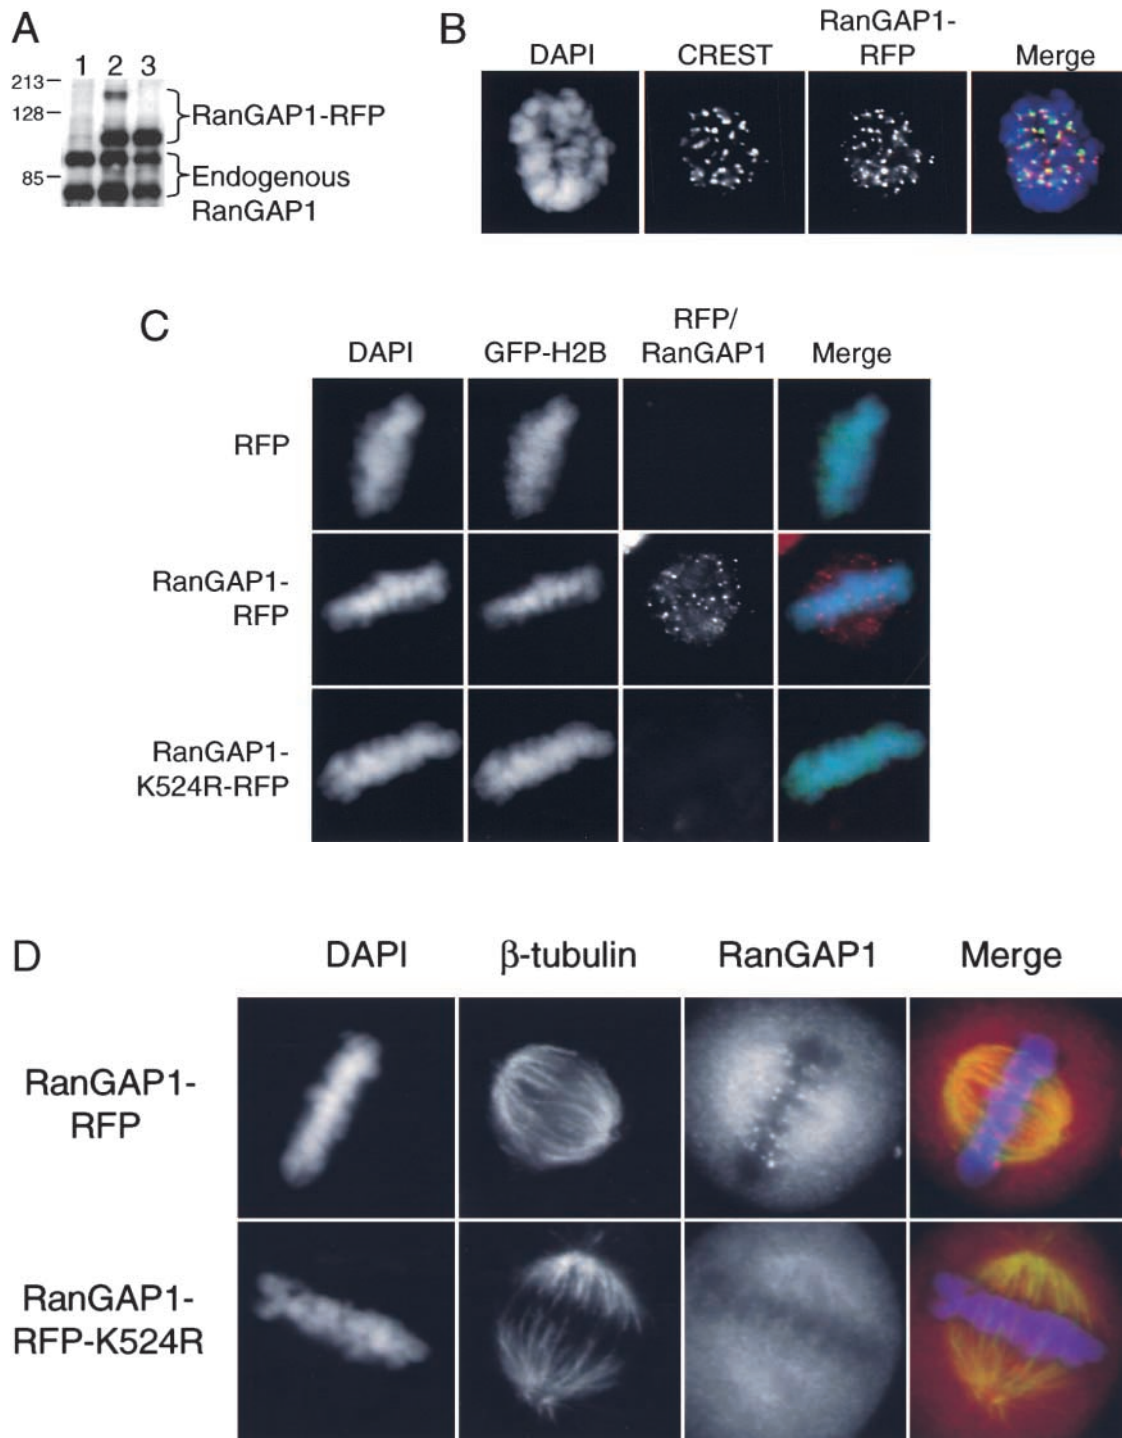 A
1 2 3
213
128
RanGAP1-RFP
85
Endogenous
RanGAP1
B
DAPI
CREST
RanGAP1-
RFP
Merge
C
DAPI
GFP-H2B
RFP/
RanGAP1
Merge
RFP
RanGAP1-
RFP
RanGAP1-
K524R-RFP
D
DAPI
β-tubulin
RanGAP1
Merge
RanGAP1-
RFP
RanGAP1-
RFP-K524R